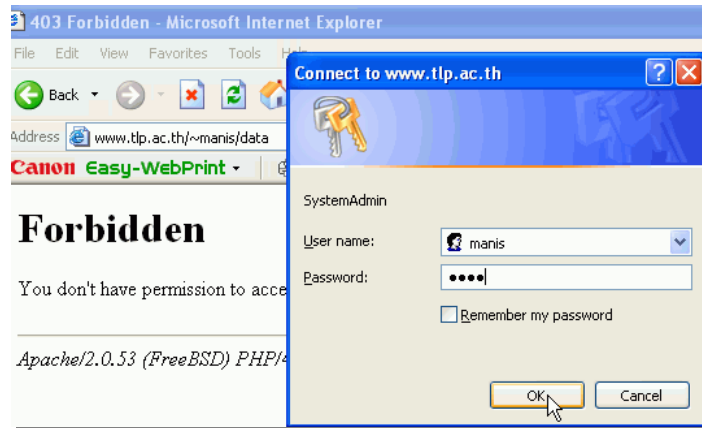 403 Forbidden - Microsoft Internet Explorer
File Edit View Favorites Tools Help
Back
Address www.tlp.ac.th/~manis/data
Canon Easy-WebPrint
Forbidden
You don't have permission to acce
Apache/2.0.53 (FreeBSD) PHP/4
Connect to www.tlp.ac.th
SystemAdmin
User name: manis
Password: ••••
Remember my password
OK Cancel